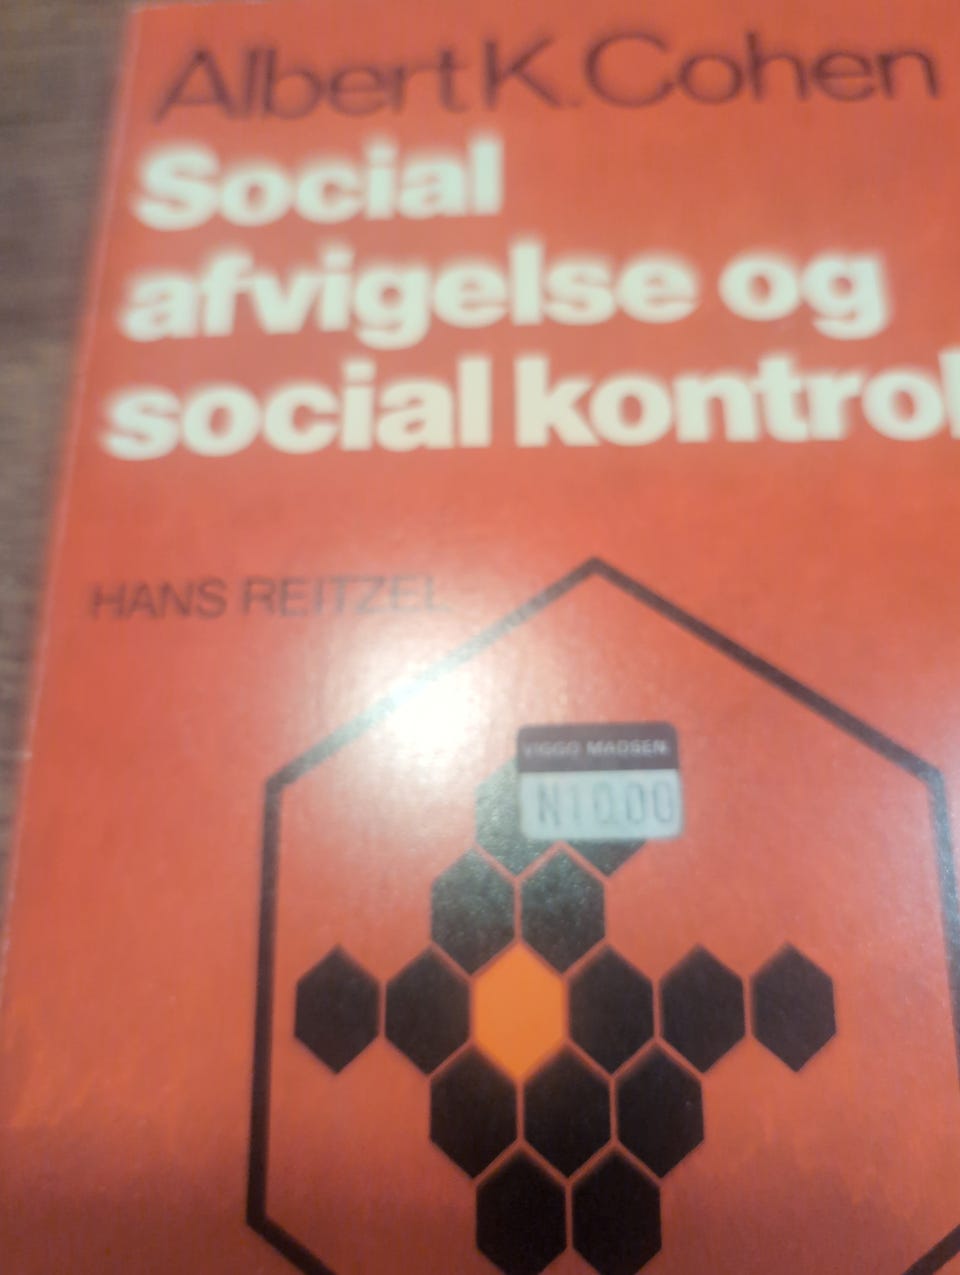 Albert K. Cohen
Social
afvigelse og
social kontrol
HANS REITZEL
VIGGO MADSEN
N10.00